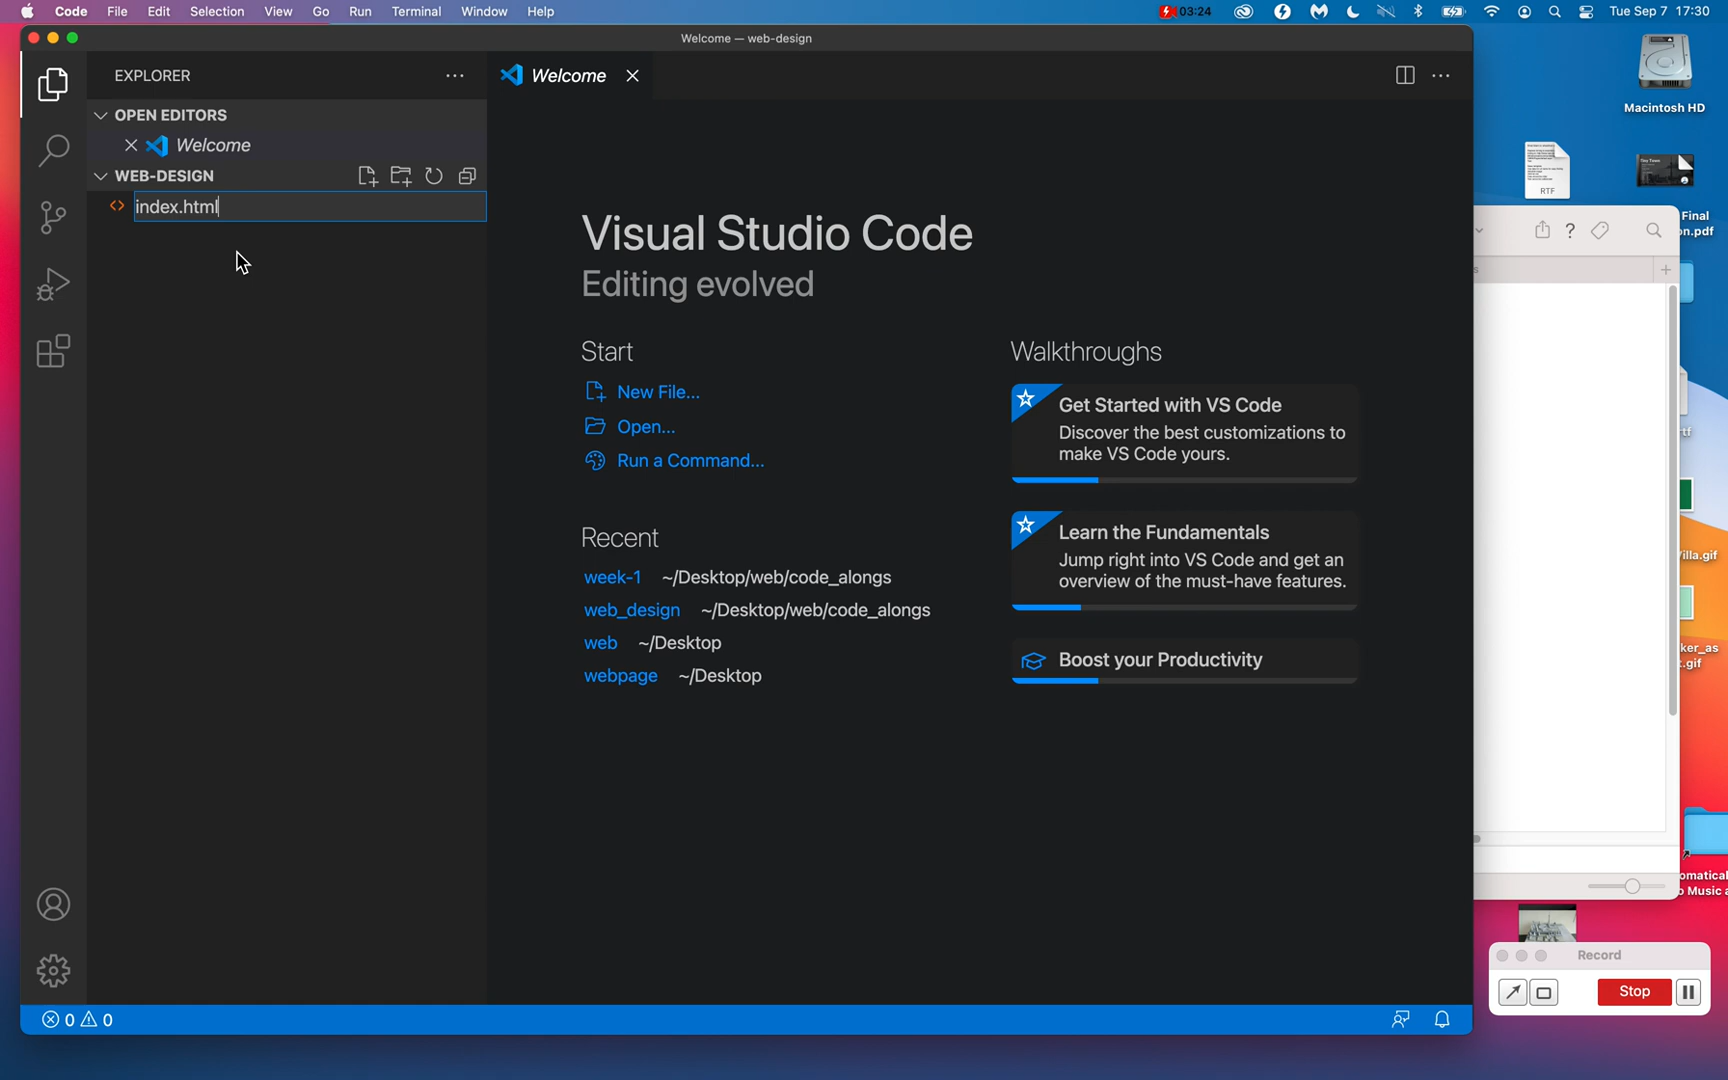 Code File Edit Selection View Go Run Terminal Window Help 03:24 Tue Sep 7 17:30
Welcome — web-design
EXPLORER
Welcome
OPEN EDITORS
Welcome
WEB-DESIGN
index.html
Visual Studio Code
Editing evolved
Start
New File...
Open...
Run a Command...
Recent
week-1 ~/Desktop/web/code_alongs
web_design ~/Desktop/web/code_alongs
web ~/Desktop
webpage ~/Desktop
Walkthroughs
Get Started with VS Code
Discover the best customizations to
make VS Code yours.
Learn the Fundamentals
Jump right into VS Code and get an
overview of the must-have features.
Boost your Productivity
0 0
Macintosh HD
RTF
Final
on.pdf
s
rtf
illa.gif
ker_as
t.gif
omatical
o Music a
Record
Stop